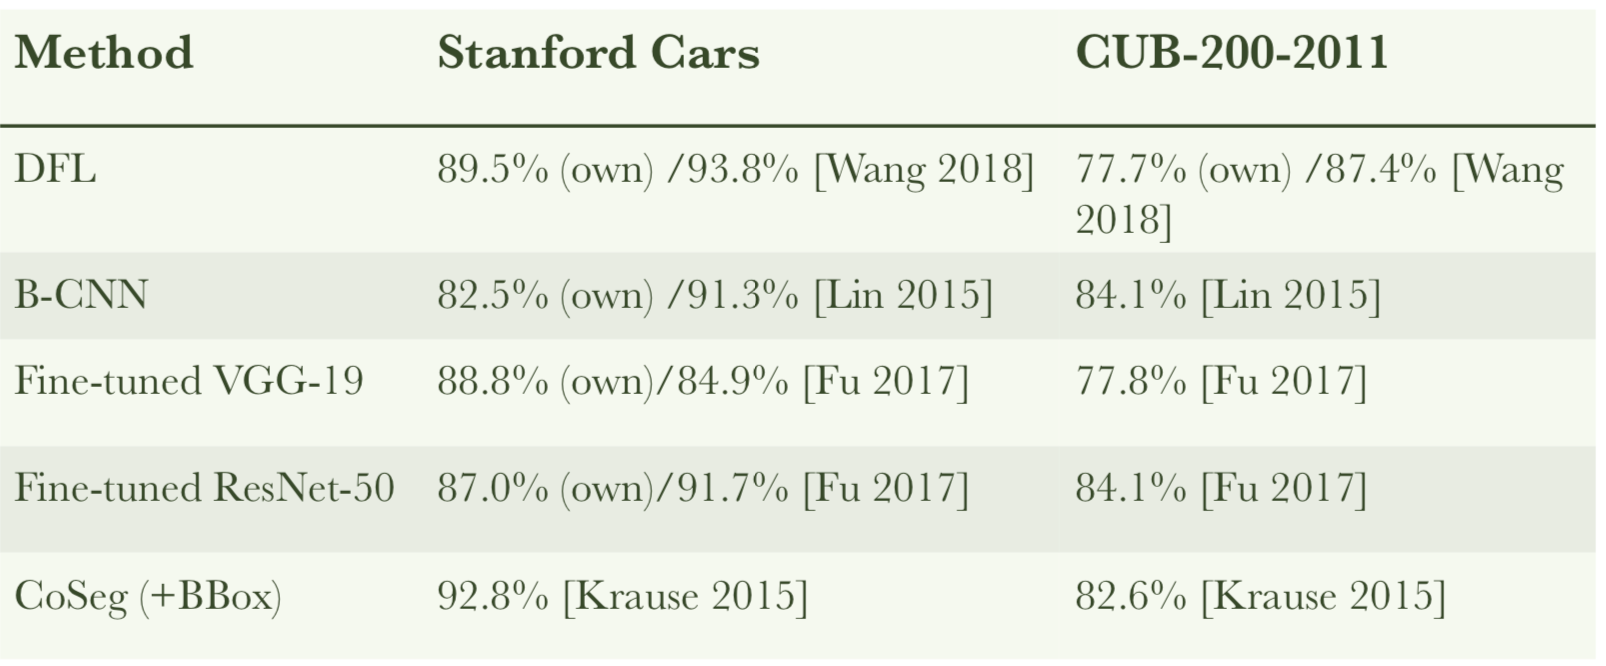 Method Stanford Cars CUB-200-2011
DFL 89.5% (own) /93.8% [Wang 2018] 77.7% (own) /87.4% [Wang
2018]
B-CNN 82.5% (own) /91.3% [Lin 2015] 84.1% [Lin 2015]
Fine-tuned VGG-19 88.8% (own)/84.9% [Fu 2017] 77.8% [Fu 2017]
Fine-tuned ResNet-50 87.0% (own)/91.7% [Fu 2017] 84.1% [Fu 2017]
CoSeg (+BBox) 92.8% [Krause 2015] 82.6% [Krause 2015]